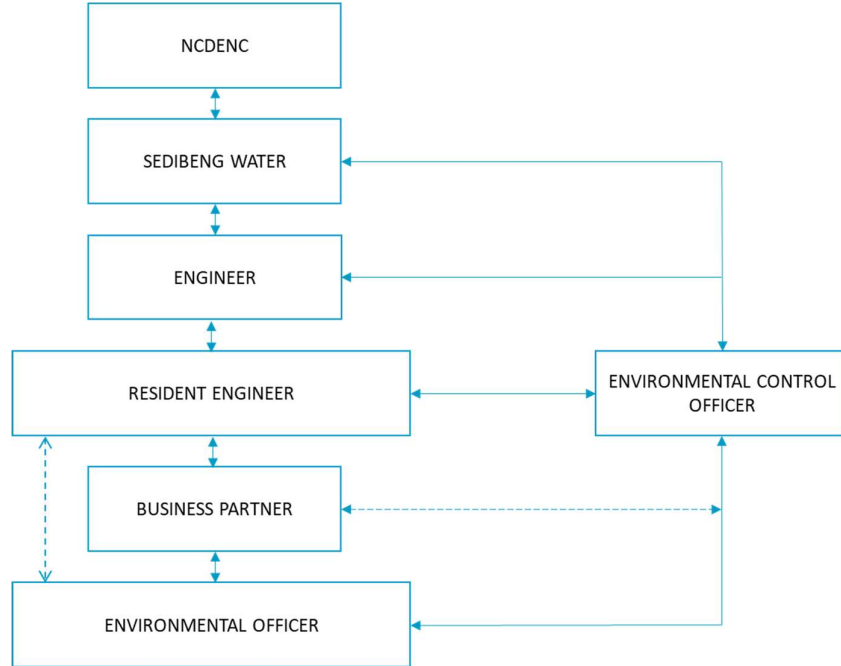 NCDENC
SEDIBENG WATER
ENGINEER
RESIDENT ENGINEER
ENVIRONMENTAL CONTROL
OFFICER
BUSINESS PARTNER
ENVIRONMENTAL OFFICER